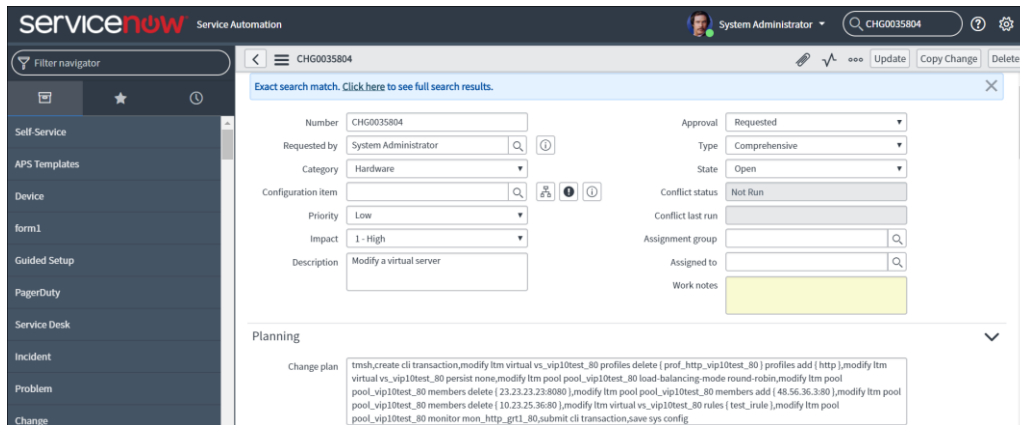 servicenow Service Automation
System Administrator
CHG0035804
Filter navigator
CHG0035804
Update
Copy Change
Delete
Exact search match. Click here to see full search results.
Self-Service
APS Templates
Device
form1
Guided Setup
PagerDuty
Service Desk
Incident
Problem
Change
Number CHG0035804
Requested by System Administrator
Category Hardware
Configuration item
Priority Low
Impact 1 - High
Description Modify a virtual server
Approval Requested
Type Comprehensive
State Open
Conflict status Not Run
Conflict last run
Assignment group
Assigned to
Work notes
Planning
Change plan
tmsh,create cli transaction,modify ltm virtual vs_vip10test_80 profiles delete { prof_http_vip10test_80 } profiles add { http },modify ltm
virtual vs_vip10test_80 persist none,modify ltm pool pool_vip10test_80 load-balancing-mode round-robin,modify ltm pool
pool_vip10test_80 members delete { 23.23.23.23:8080 },modify ltm pool pool_vip10test_80 members add { 48.56.36.3:80 },modify ltm pool
pool_vip10test_80 members delete { 10.23.25.36:80 },modify ltm virtual vs_vip10test_80 rules { test_irule },modify ltm pool
pool_vip10test_80 monitor mon_http_grt1_80,submit cli transaction,save sys config